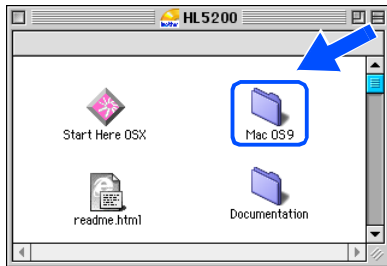 HL5200
Start Here OSX
Mac OS9
readme.html
Documentation